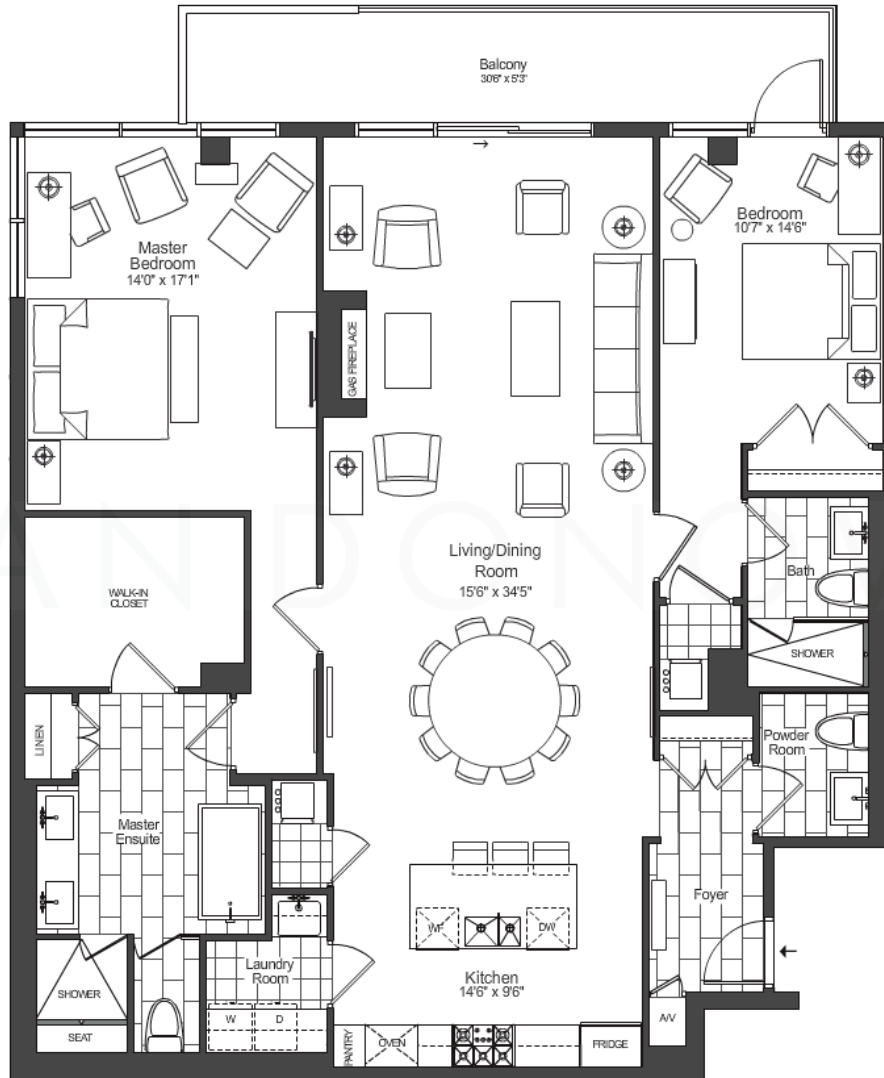 Balcony
30'6" x 5'3"
Master
Bedroom
14'0" x 17'1"
Bedroom
10'7" x 14'6"
GAS FIREPLACE
Living/Dining
Room
15'6" x 34'5"
WALK-IN
CLOSET
Bath
SHOWER
LINEN
Powder
Room
Master
Ensuite
Foyer
WF
DW
Laundry
Room
Kitchen
14'6" x 9'6"
SHOWER
SEAT
W
D
PANTRY
OVEN
FRIDGE
A/V